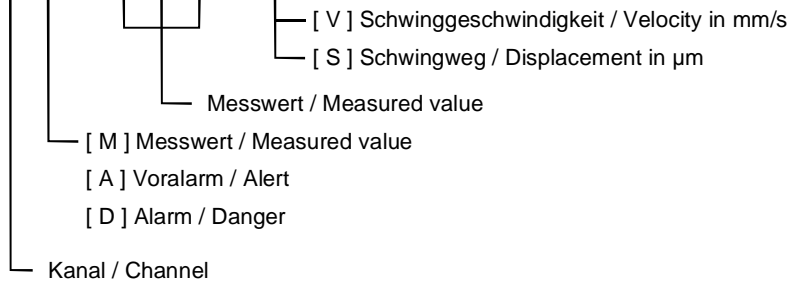 [ V ] Schwinggeschwindigkeit / Velocity in mm/s
[ S ] Schwingweg / Displacement in µm
Messwert / Measured value
[ M ] Messwert / Measured value
[ A ] Voralarm / Alert
[ D ] Alarm / Danger
Kanal / Channel